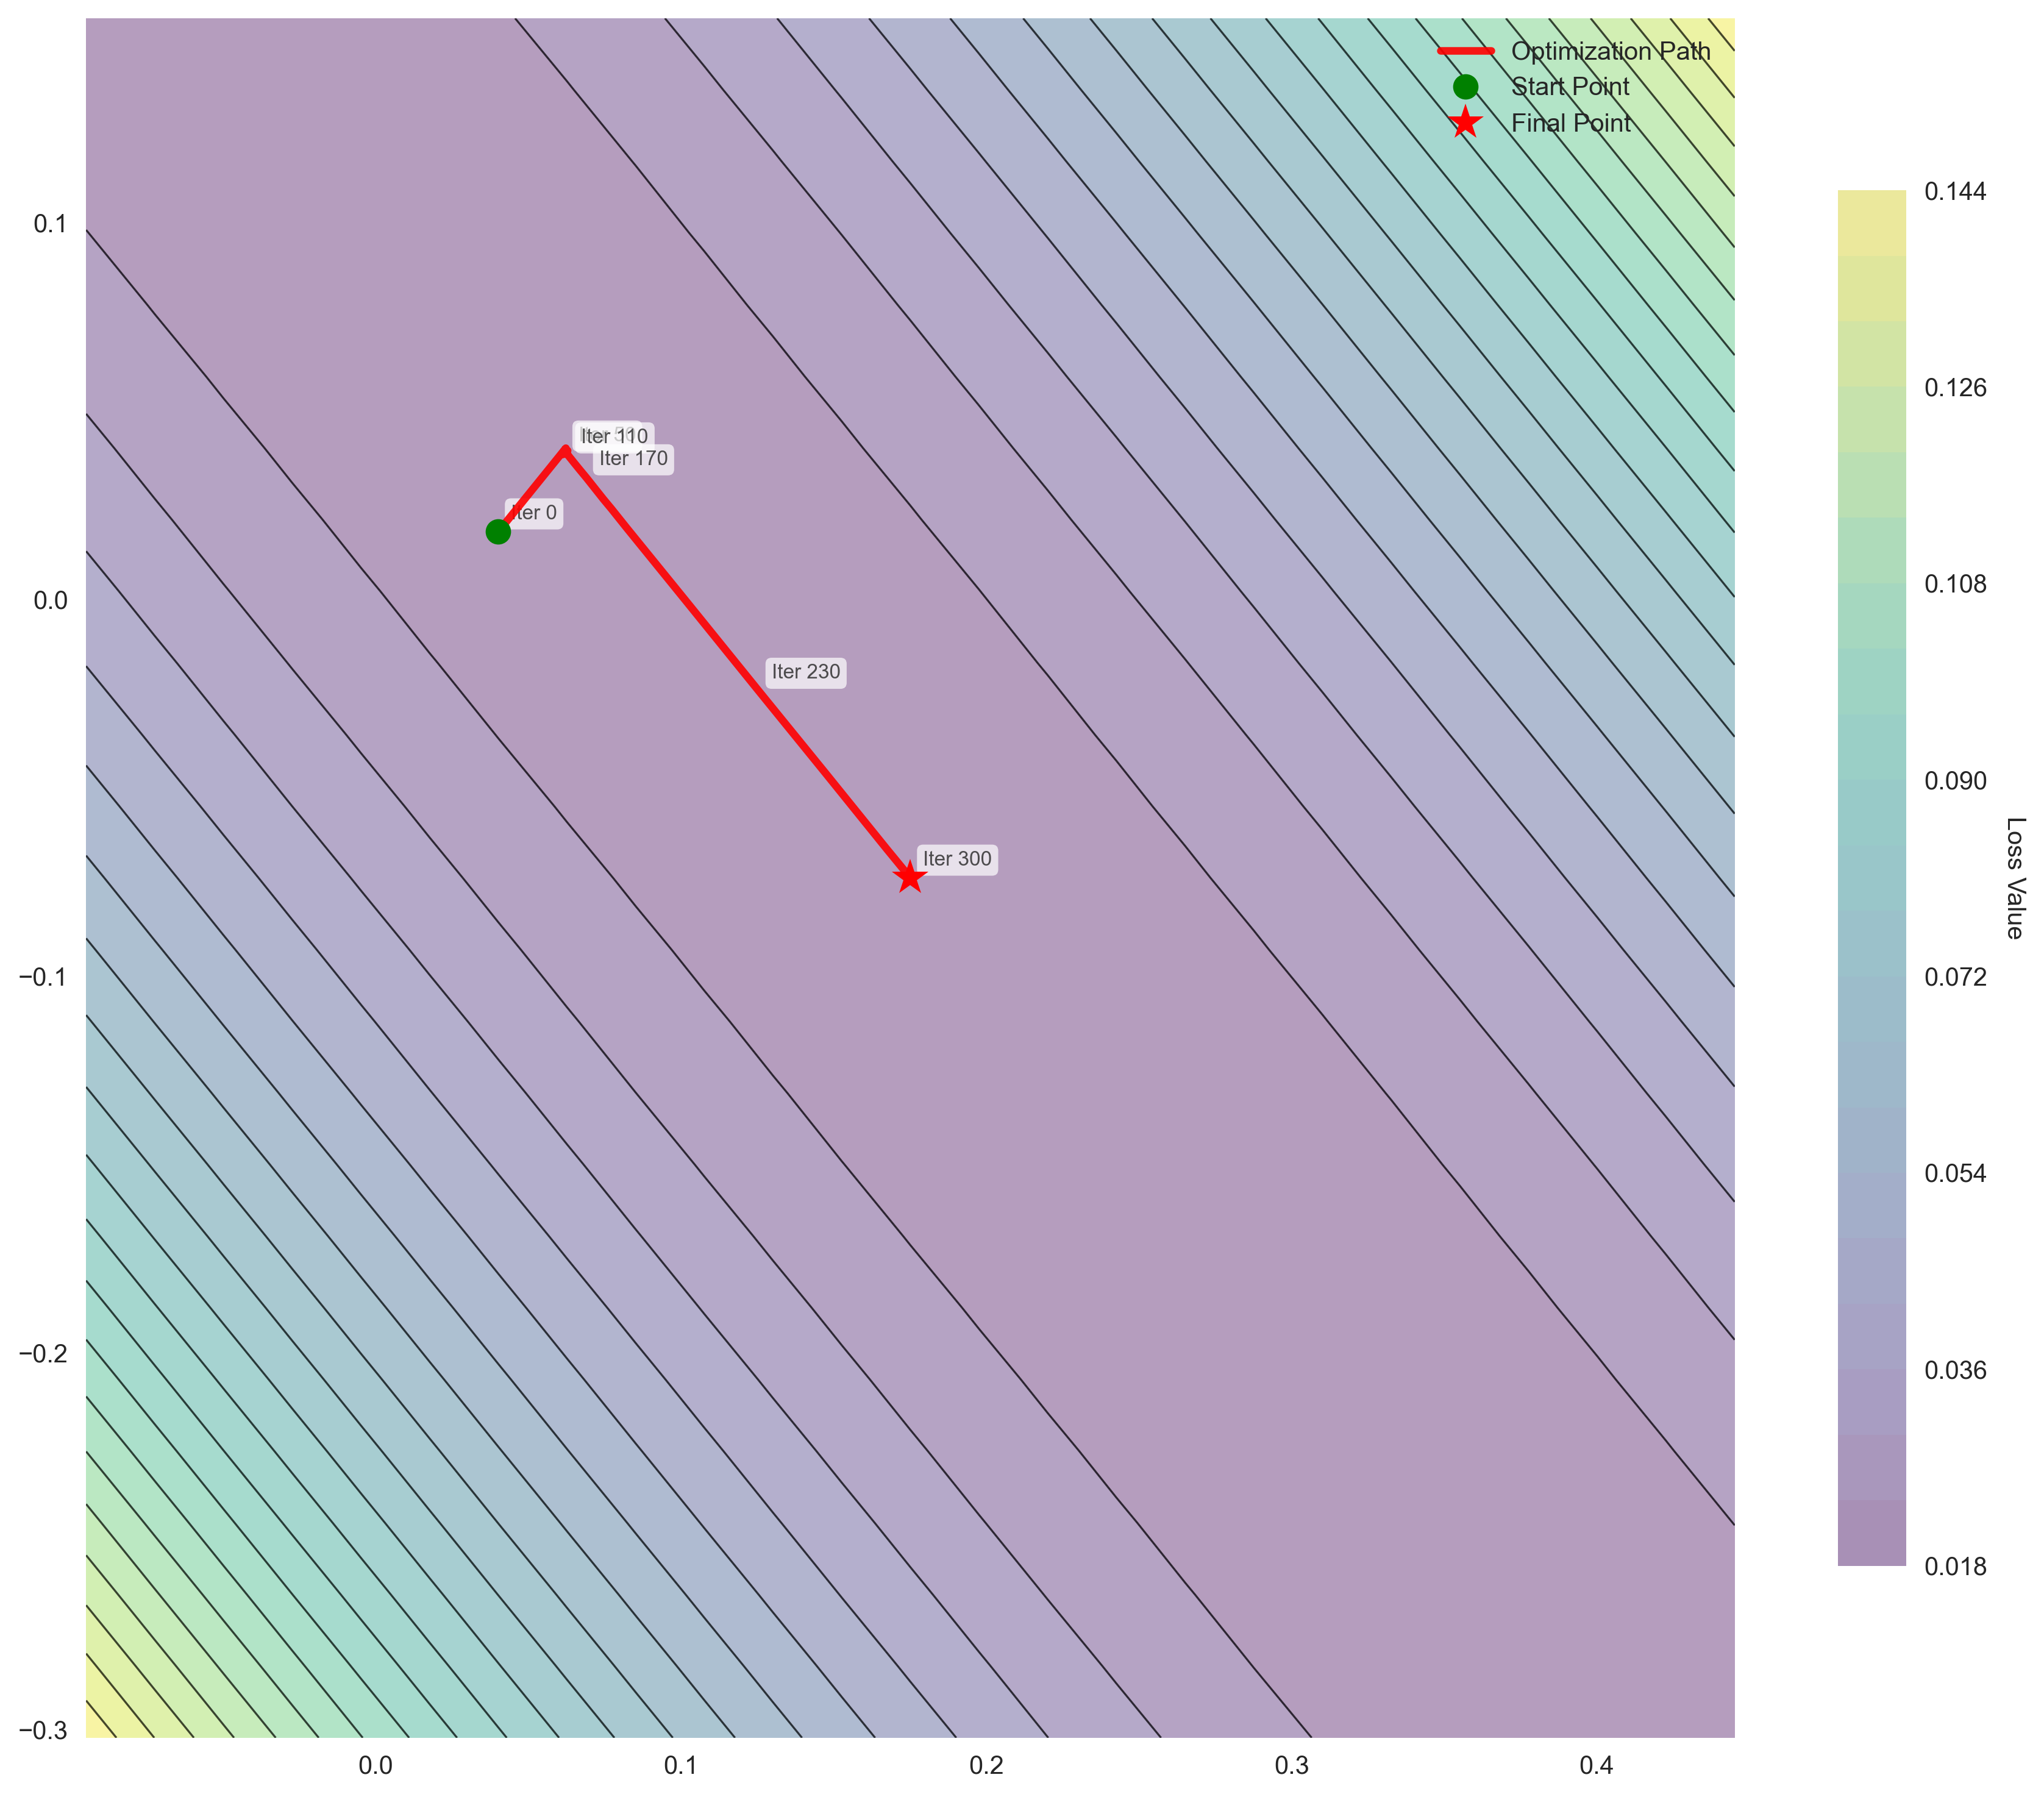 Optimization Path
Start Point
Final Point
0.1
0.0
−0.1
−0.2
−0.3
Iter 110
Iter 170
Iter 0
Iter 230
Iter 300
0.0
0.1
0.2
0.3
0.4
0.144
0.126
0.108
0.090
0.072
0.054
0.036
0.018
Loss Value